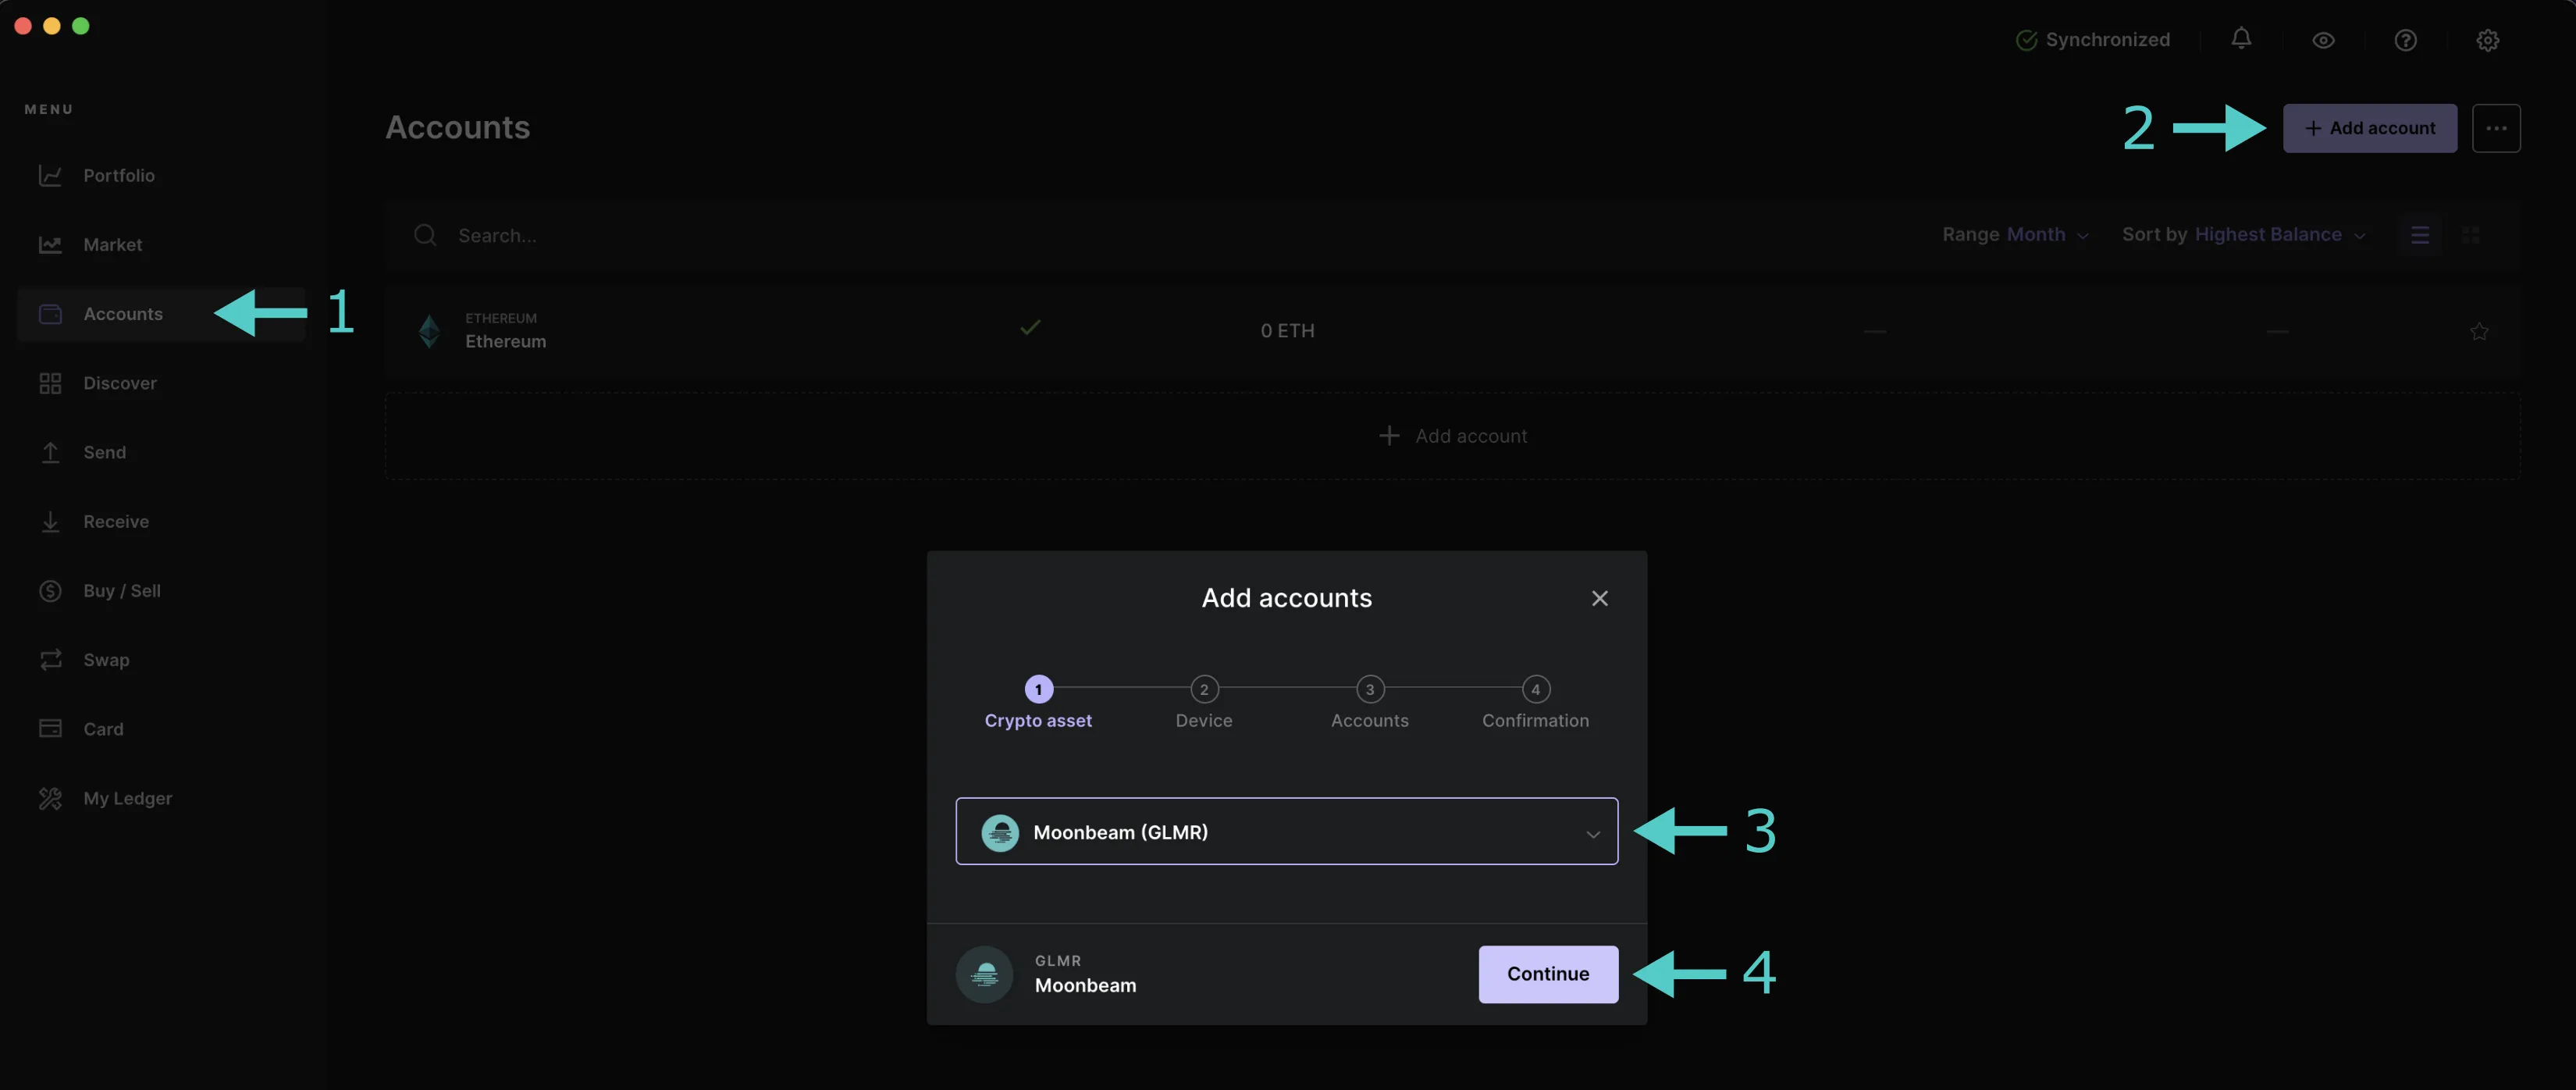 Synchronized
MENU
Accounts
2
+ Add account
Portfolio
Market
Search...
Range Month
Sort by Highest Balance
Accounts
1
ETHEREUM
Ethereum
0 ETH
Discover
+ Add account
Send
Receive
Buy / Sell
Swap
Card
My Ledger
Add accounts
1
2
3
4
Crypto asset
Device
Accounts
Confirmation
Moonbeam (GLMR)
3
GLMR
Moonbeam
Continue
4